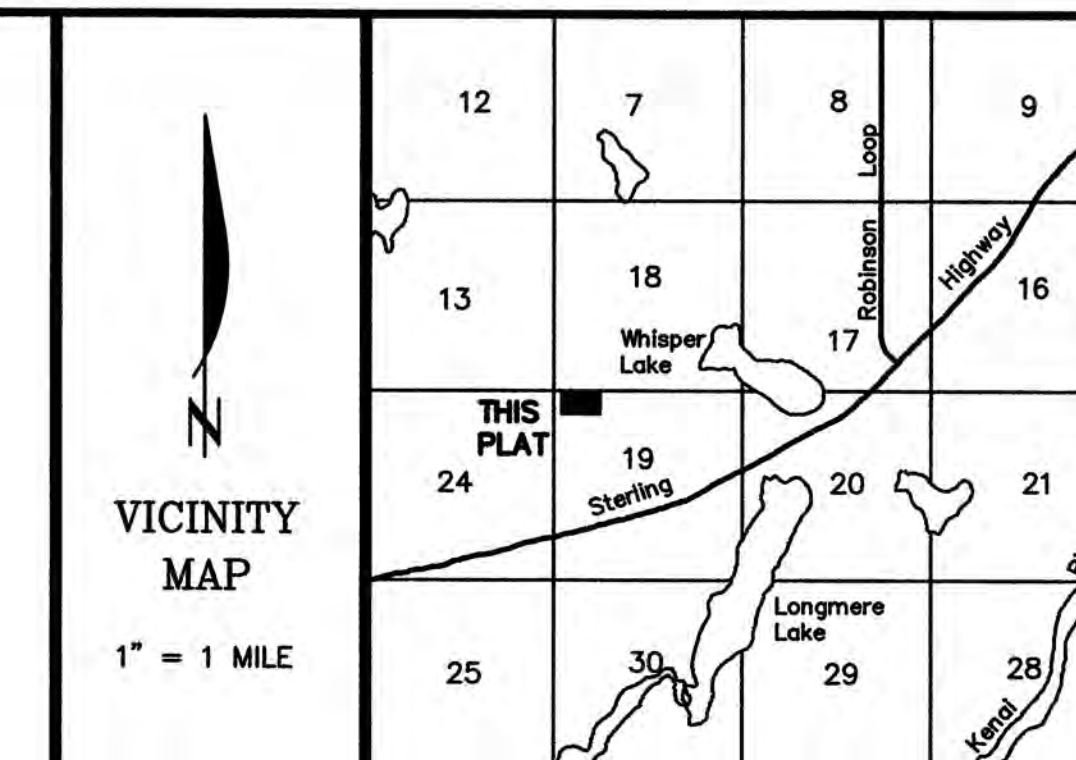 N
VICINITY
MAP
1" = 1 MILE
12
7
8
9
Robinson Loop
Highway
13
18
17
16
Whisper
Lake
THIS
PLAT
24
19
Sterling
20
21
Longmere
Lake
25
30
29
28
Kenai